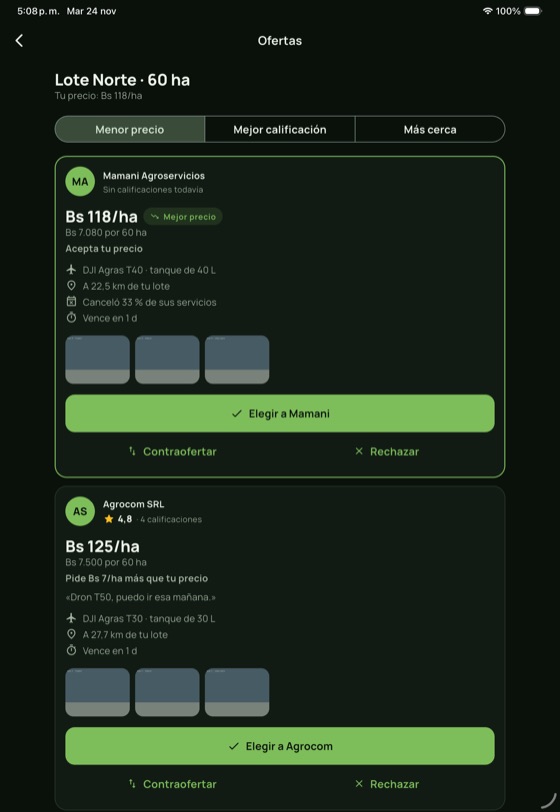 5:08 p. m. Mar 24 nov
100%
Ofertas
Lote Norte · 60 ha
Tu precio: Bs 118/ha
Menor precio
Mejor calificación
Más cerca
MA
Mamani Agroservicios
Sin calificaciones todavía
Bs 118/ha
Mejor precio
Bs 7.080 por 60 ha
Acepta tu precio
DJI Agras T40 · tanque de 40 L
A 22,5 km de tu lote
Canceló 33 % de sus servicios
Vence en 1 d
Elegir a Mamani
Contraofertar
Rechazar
AS
Agrocom SRL
4,8 · 4 calificaciones
Bs 125/ha
Bs 7.500 por 60 ha
Pide Bs 7/ha más que tu precio
«Dron T50, puedo ir esa mañana.»
DJI Agras T30 · tanque de 30 L
A 27,7 km de tu lote
Vence en 1 d
Elegir a Agrocom
Contraofertar
Rechazar